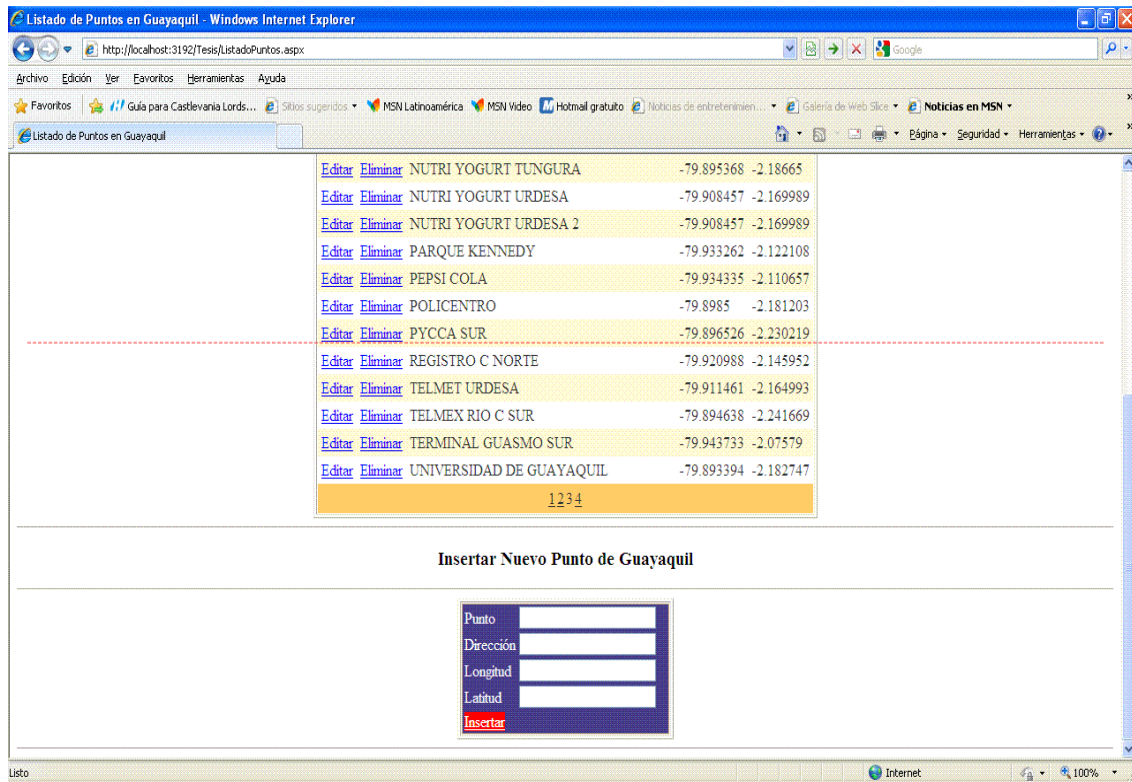 Listado de Puntos en Guayaquil - Windows Internet Explorer
http://localhost:3192/Tesis/ListadoPuntos.aspx
Google
Archivo Edición Ver Favoritos Herramientas Ayuda
Favoritos Guía para Castlevania Lords... Sitios sugeridos MSN Latinoamérica MSN Video Hotmail gratuito Noticias de entretenimien... Galería de Web Slice Noticias en MSN
Listado de Puntos en Guayaquil Página Seguridad Herramientas
Editar Eliminar NUTRI YOGURT TUNGURA -79.895368 -2.18665
Editar Eliminar NUTRI YOGURT URDESA -79.908457 -2.169989
Editar Eliminar NUTRI YOGURT URDESA 2 -79.908457 -2.169989
Editar Eliminar PARQUE KENNEDY -79.933262 -2.122108
Editar Eliminar PEPSI COLA -79.934335 -2.110657
Editar Eliminar POLICENTRO -79.8985 -2.181203
Editar Eliminar PYCCA SUR -79.896526 -2.230219
Editar Eliminar REGISTRO C NORTE -79.920988 -2.145952
Editar Eliminar TELMET URDESA -79.911461 -2.164993
Editar Eliminar TELMEX RIO C SUR -79.894638 -2.241669
Editar Eliminar TERMINAL GUASMO SUR -79.943733 -2.07579
Editar Eliminar UNIVERSIDAD DE GUAYAQUIL -79.893394 -2.182747
1234
Insertar Nuevo Punto de Guayaquil
Punto
Dirección
Longitud
Latitud
Insertar
Listo Internet 100%